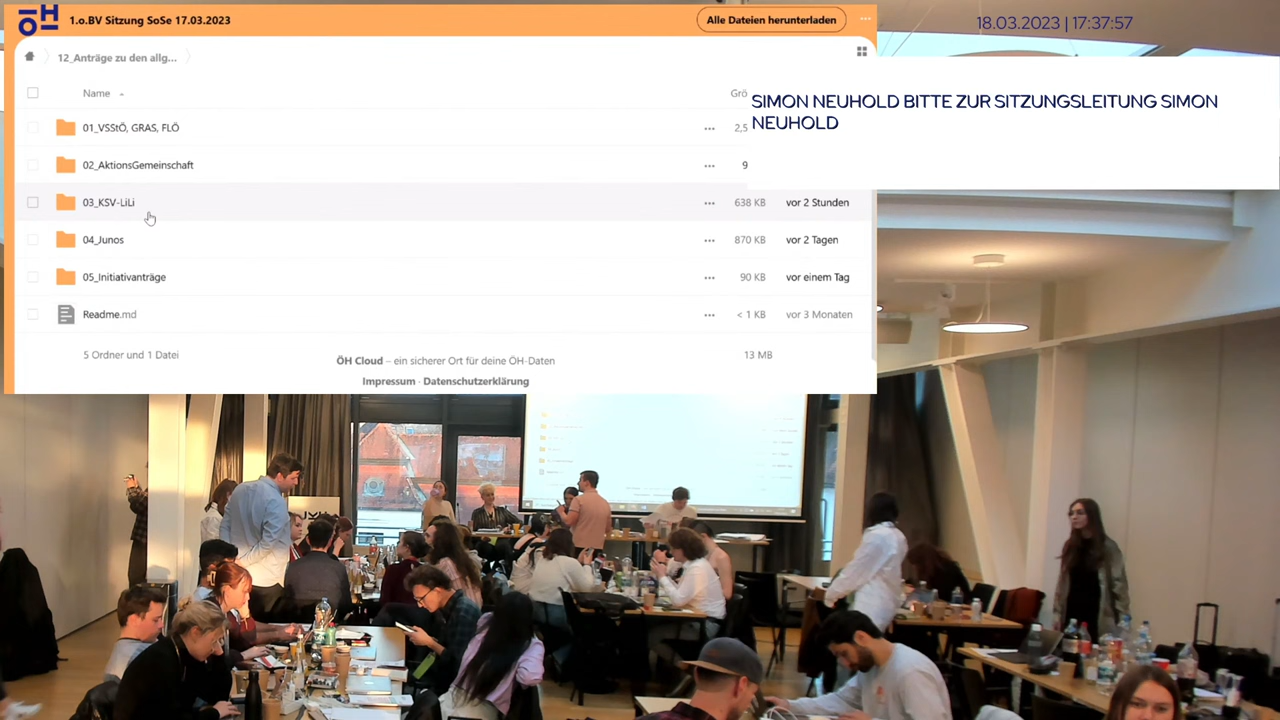 ŌH
1.o.BV Sitzung SoSe 17.03.2023
Alle Dateien herunterladen
18.03.2023 | 17:37:57
12_Anträge zu den allg...
Name
Grö
SIMON NEUHOLD BITTE ZUR SITZUNGSLEITUNG SIMON
NEUHOLD
01_VSStÖ, GRAS, FLÖ
2,5
02_AktionsGemeinschaft
9
03_KSV-LiLi
638 KB
vor 2 Stunden
04_Junos
870 KB
vor 2 Tagen
05_Initiativanträge
90 KB
vor einem Tag
Readme.md
< 1 KB
vor 3 Monaten
5 Ordner und 1 Datei
13 MB
ÖH Cloud – ein sicherer Ort für deine ÖH-Daten
Impressum · Datenschutzerklärung